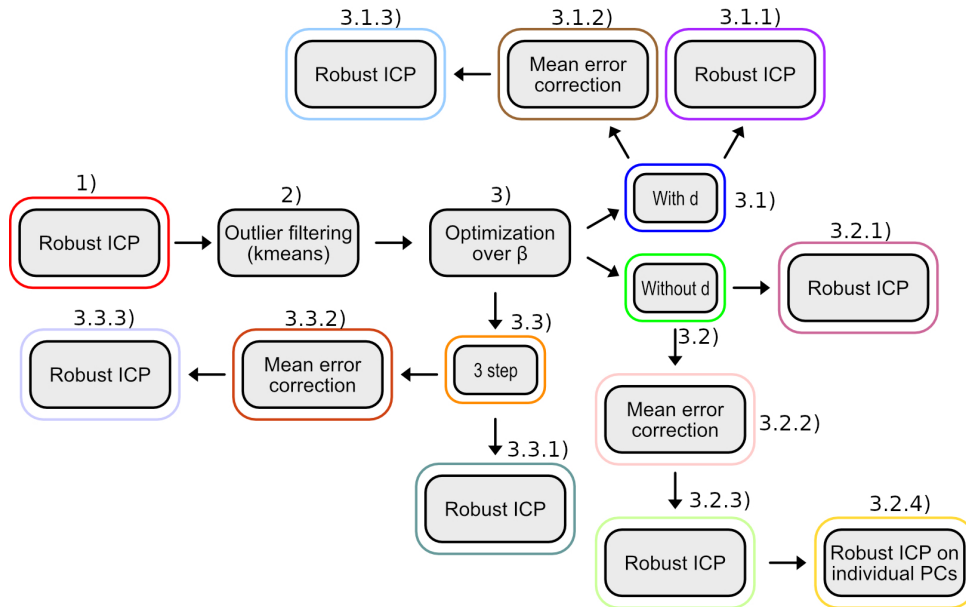 3.1.3)
Robust ICP
3.1.2)
Mean error
correction
3.1.1)
Robust ICP
1)
Robust ICP
2)
Outlier filtering
(kmeans)
3)
Optimization
over β
With d
3.1)
Without d
3.2)
3.2.1)
Robust ICP
3.3.3)
Robust ICP
3.3.2)
Mean error
correction
3.3)
3 step
3.3.1)
Robust ICP
Mean error
correction
3.2.2)
3.2.3)
Robust ICP
3.2.4)
Robust ICP on
individual PCs